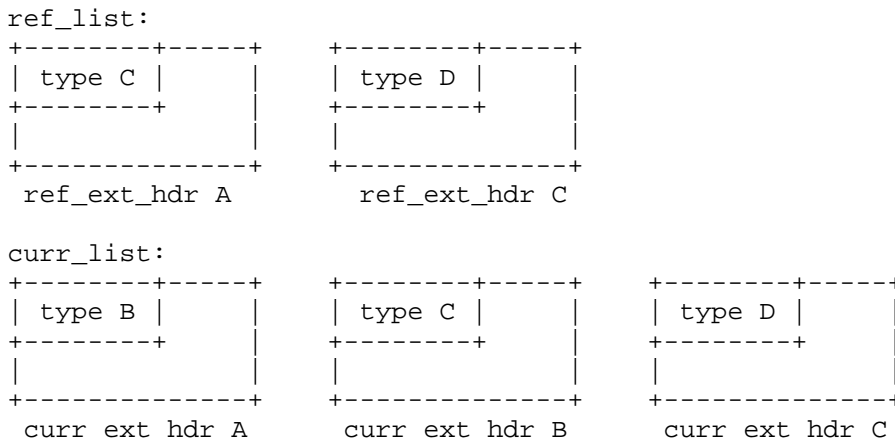 ref_list:
type C type D
ref_ext_hdr A ref_ext_hdr C
curr_list:
type B type C type D
curr ext hdr A curr ext hdr B curr ext hdr C